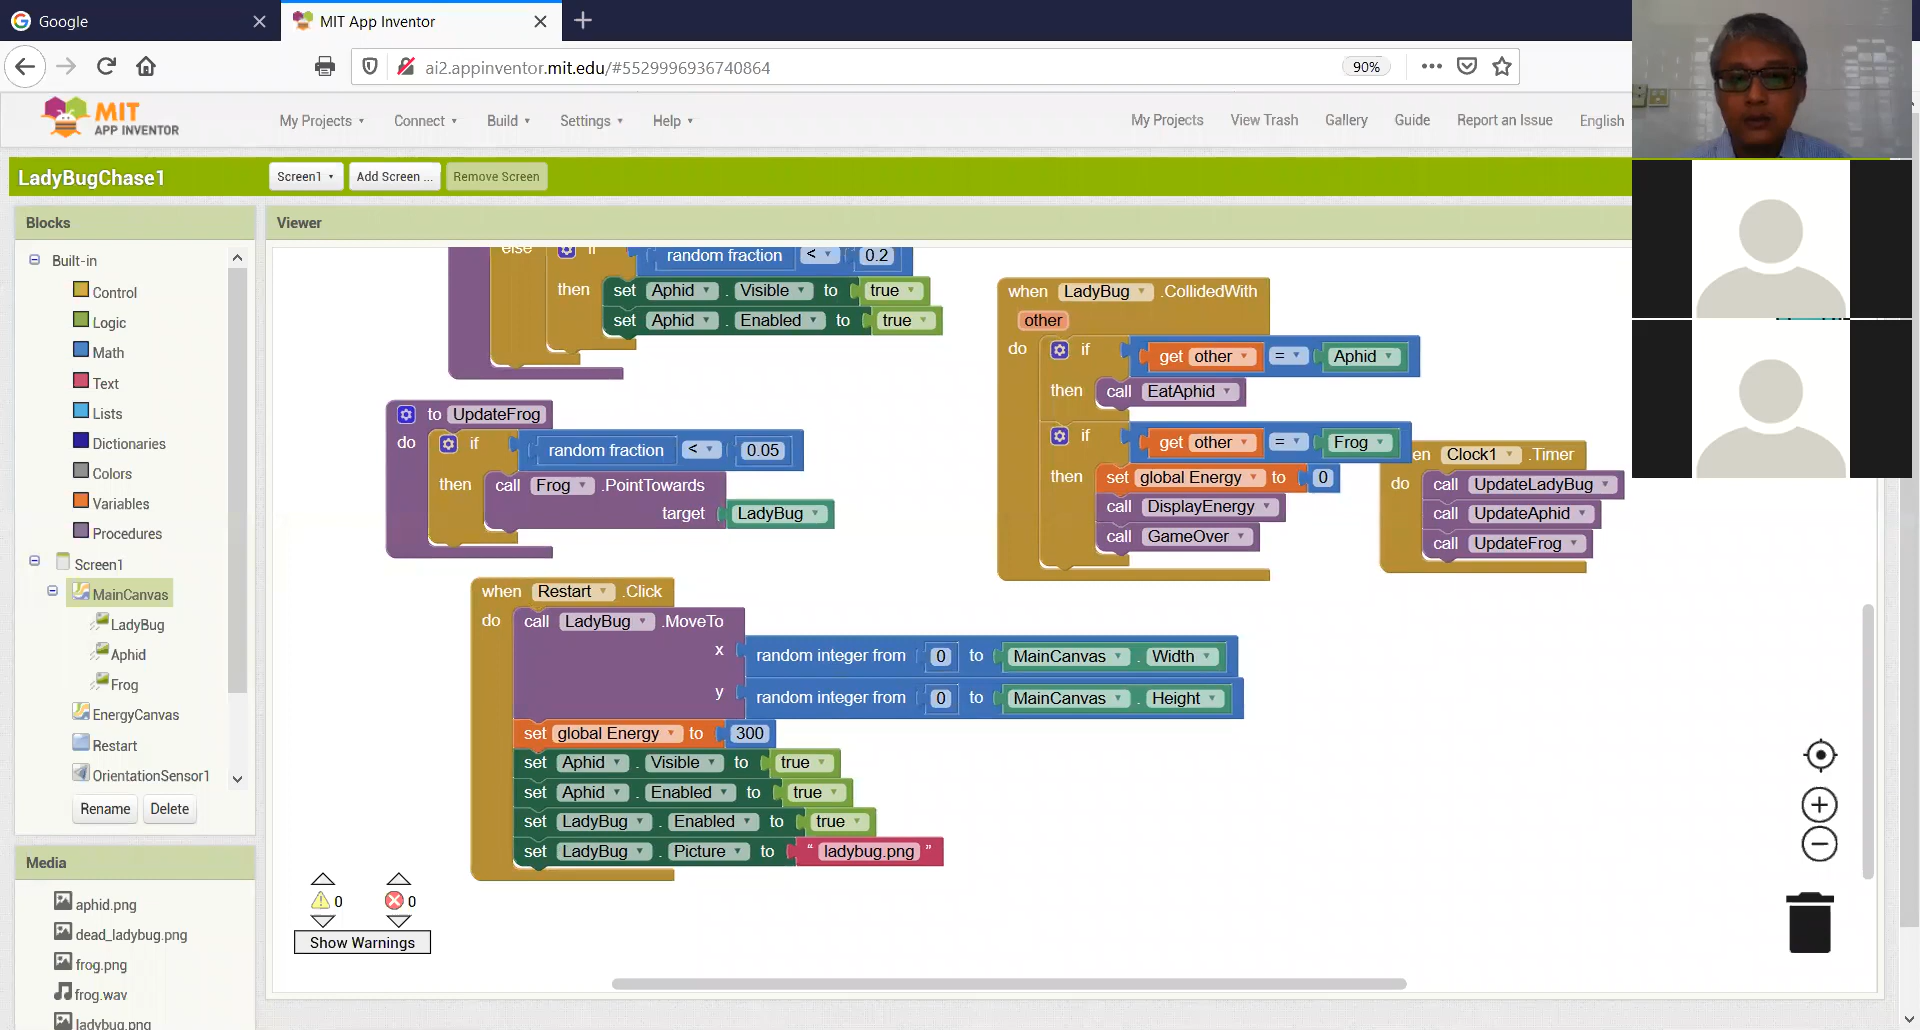 Google
MIT App Inventor
ai2.appinventor.mit.edu/#5529996936740864
90%
MIT
APP INVENTOR
My Projects
Connect
Build
Settings
Help
My Projects
View Trash
Gallery
Guide
Report an Issue
English
LadyBugChase1
Screen1
Add Screen ...
Remove Screen
Blocks
Built-in
Control
Logic
Math
Text
Lists
Dictionaries
Colors
Variables
Procedures
Screen1
MainCanvas
LadyBug
Aphid
Frog
EnergyCanvas
Restart
OrientationSensor1
Rename
Delete
Media
aphid.png
dead_ladybug.png
frog.png
frog.wav
ladybug.png
Viewer
else if random fraction < 0.2
then set Aphid . Visible to true
set Aphid . Enabled to true
to UpdateFrog
do if random fraction < 0.05
then call Frog .PointTowards
target LadyBug
when Restart .Click
do call LadyBug .MoveTo
x random integer from 0 to MainCanvas . Width
y random integer from 0 to MainCanvas . Height
set global Energy to 300
set Aphid . Visible to true
set Aphid . Enabled to true
set LadyBug . Enabled to true
set LadyBug . Picture to “ ladybug.png ”
when LadyBug .CollidedWith
other
do if get other = Aphid
then call EatAphid
if get other = Frog
then set global Energy to 0
call DisplayEnergy
call GameOver
en Clock1 .Timer
do call UpdateLadyBug
call UpdateAphid
call UpdateFrog
0 0
Show Warnings